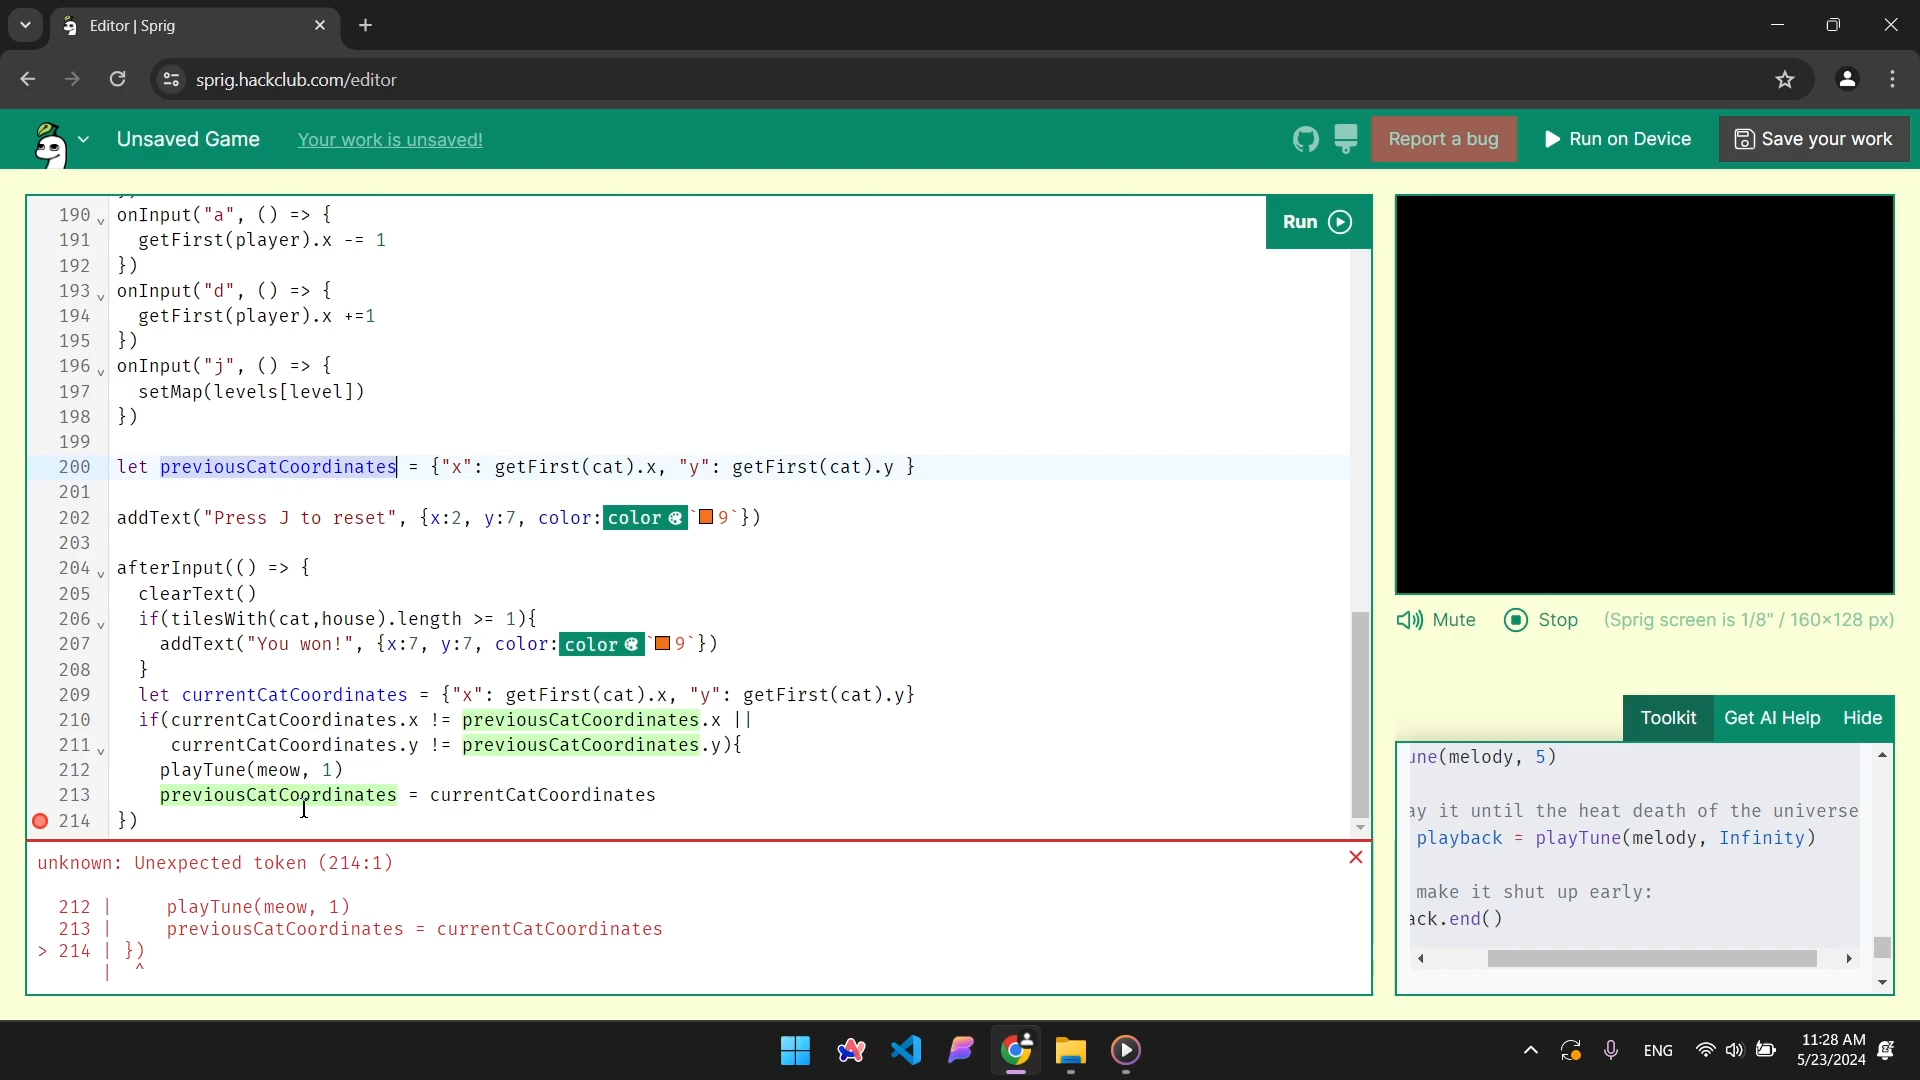 Editor | Sprig
sprig.hackclub.com/editor
Unsaved Game
Your work is unsaved!
Report a bug
Run on Device
Save your work
Run
190 onInput("a", () => {
191 getFirst(player).x -= 1
192 })
193 onInput("d", () => {
194 getFirst(player).x +=1
195 })
196 onInput("j", () => {
197 setMap(levels[level])
198 })
199
200 let previousCatCoordinates = {"x": getFirst(cat).x, "y": getFirst(cat).y }
201
202 addText("Press J to reset", {x:2, y:7, color:color`9`})
203
204 afterInput(() => {
205 clearText()
206 if(tilesWith(cat,house).length >= 1){
207 addText("You won!", {x:7, y:7, color:color`9`})
208 }
209 let currentCatCoordinates = {"x": getFirst(cat).x, "y": getFirst(cat).y}
210 if(currentCatCoordinates.x != previousCatCoordinates.x ||
211 currentCatCoordinates.y != previousCatCoordinates.y){
212 playTune(meow, 1)
213 previousCatCoordinates = currentCatCoordinates
214 })
unknown: Unexpected token (214:1)
212 | playTune(meow, 1)
213 | previousCatCoordinates = currentCatCoordinates
> 214 | })
| ^
Mute
Stop
(Sprig screen is 1/8" / 160×128 px)
Toolkit
Get AI Help
Hide
une(melody, 5)
ay it until the heat death of the universe
playback = playTune(melody, Infinity)
make it shut up early:
ack.end()
ENG
11:28 AM
5/23/2024